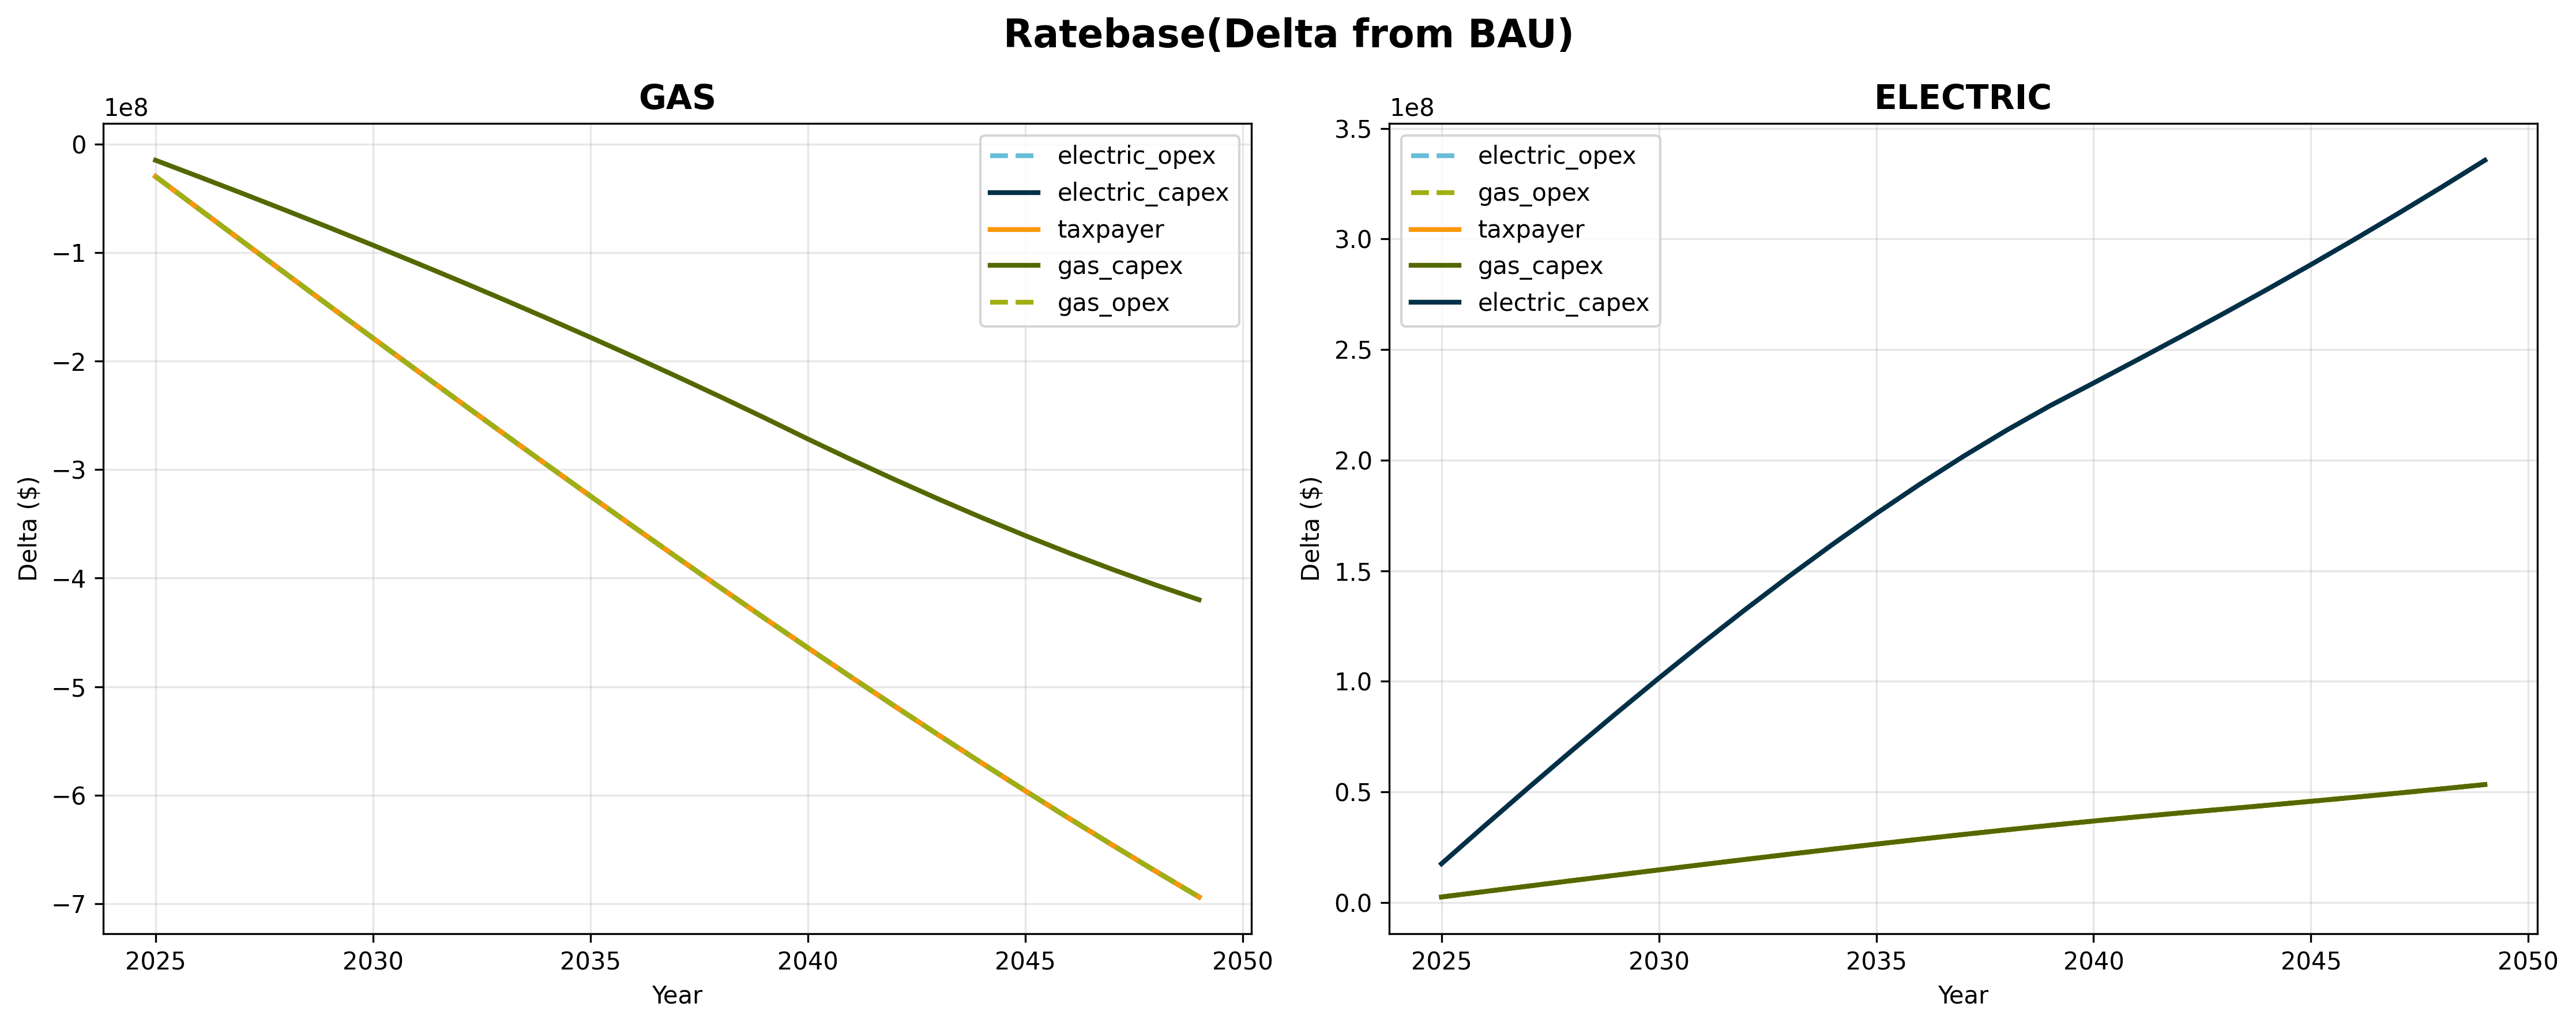 Ratebase(Delta from BAU)
GAS
1e8
0
−1
−2
−3
−4
−5
−6
−7
Delta ($)
2025 2030 2035 2040 2045 2050
Year
electric_opex
electric_capex
taxpayer
gas_capex
gas_opex
ELECTRIC
1e8
3.5
3.0
2.5
2.0
1.5
1.0
0.5
0.0
Delta ($)
2025 2030 2035 2040 2045 2050
Year
electric_opex
gas_opex
taxpayer
gas_capex
electric_capex